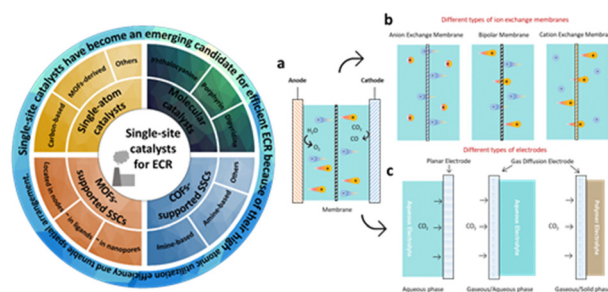 Single-site catalysts have become an emerging candidate for efficient ECR because of their high atomic utilization efficiency and tunable spatial arrangement.
Single-site catalysts for ECR
Single-atom catalysts
Carbon-based
MOFs-derived
Others
Molecular catalysts
Phthalocyanine
Porphyrin
MOFs-supported SSCs
Located in nodes
~ in ligands
~ in nanopores
COFs-supported SSCs
Imine-based
Amine-based
Others
a
Anode
Cathode
H₂O
O₂
CO₂
CO
Membrane
b
Different types of ion-exchange membranes
Anion Exchange Membrane
Bipolar Membrane
Cation Exchange Membrane
c
Different types of electrodes
Planar Electrode
Gas Diffusion Electrode
Aqueous Electrolyte
CO₂
Aqueous phase
CO₂
Aqueous Electrolyte
Gaseous/Aqueous phase
CO₂
Polymer Electrolyte
Gaseous/Solid phase